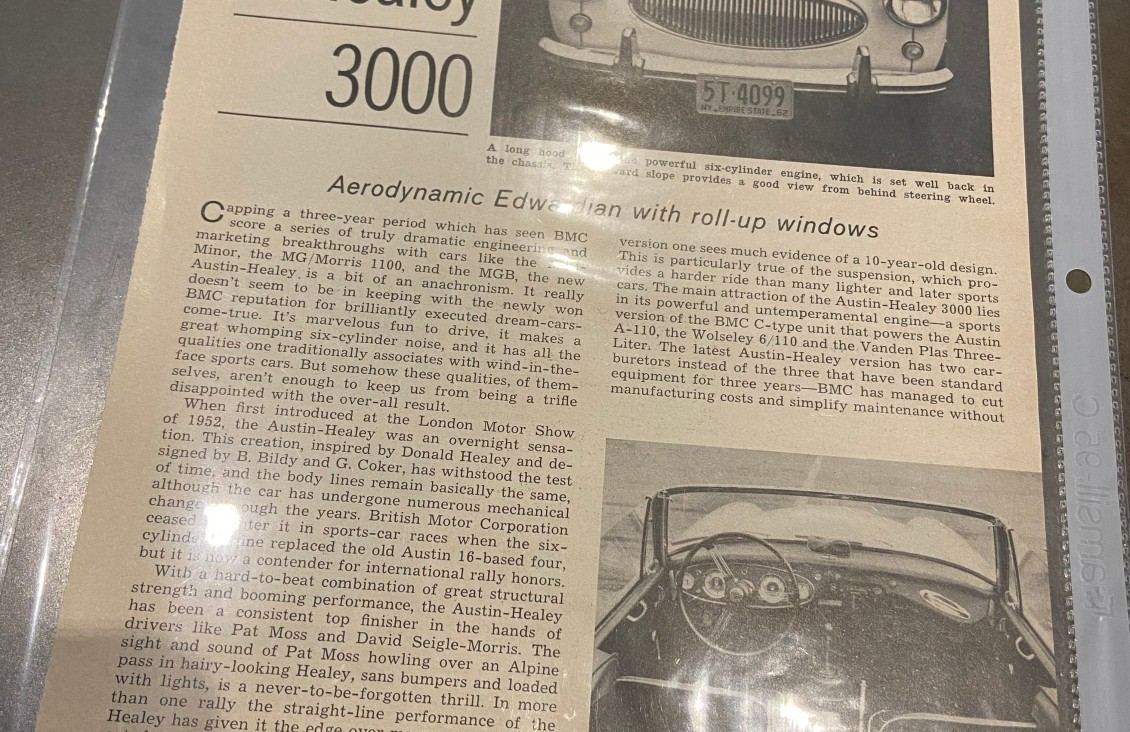 3000
5T·4099
NY EMPIRE STATE 62
A long hood powerful six-cylinder engine, which is set well back in
the chassis. slope provides a good view from behind steering wheel.
Aerodynamic Edwardian with roll-up windows
Capping a three-year period which has seen BMC
score a series of truly dramatic engineering and
marketing breakthroughs with cars like the
Minor, the MG/Morris 1100, and the MGB, the new
Austin-Healey is a bit of an anachronism. It really
doesn't seem to be in keeping with the newly won
BMC reputation for brilliantly executed dream-cars-
come-true. It's marvelous fun to drive, it makes a
great whomping six-cylinder noise, and it has all the
qualities one traditionally associates with wind-in-the-
face sports cars. But somehow these qualities, of them-
selves, aren't enough to keep us from being a trifle
disappointed with the over-all result.
When first introduced at the London Motor Show
of 1952, the Austin-Healey was an overnight sensa-
tion. This creation, inspired by Donald Healey and de-
signed by B. Bildy and G. Coker, has withstood the test
of time, and the body lines remain basically the same,
although the car has undergone numerous mechanical
changes through the years. British Motor Corporation
ceased enter it in sports-car races when the six-
cylinder engine replaced the old Austin 16-based four,
but it is now a contender for international rally honors.
With a hard-to-beat combination of great structural
strength and booming performance, the Austin-Healey
has been a consistent top finisher in the hands of
drivers like Pat Moss and David Seigle-Morris. The
sight and sound of Pat Moss howling over an Alpine
pass in hairy-looking Healey, sans bumpers and loaded
with lights, is a never-to-be-forgotten thrill. In more
than one rally the straight-line performance of the
Healey has given it the edge over
version one sees much evidence of a 10-year-old design.
This is particularly true of the suspension, which pro-
vides a harder ride than many lighter and later sports
cars. The main attraction of the Austin-Healey 3000 lies
in its powerful and untemperamental engine—a sports
version of the BMC C-type unit that powers the Austin
A-110, the Wolseley 6/110 and the Vanden Plas Three-
Liter. The latest Austin-Healey version has two car-
buretors instead of the three that have been standard
equipment for three years—BMC has managed to cut
manufacturing costs and simplify maintenance without